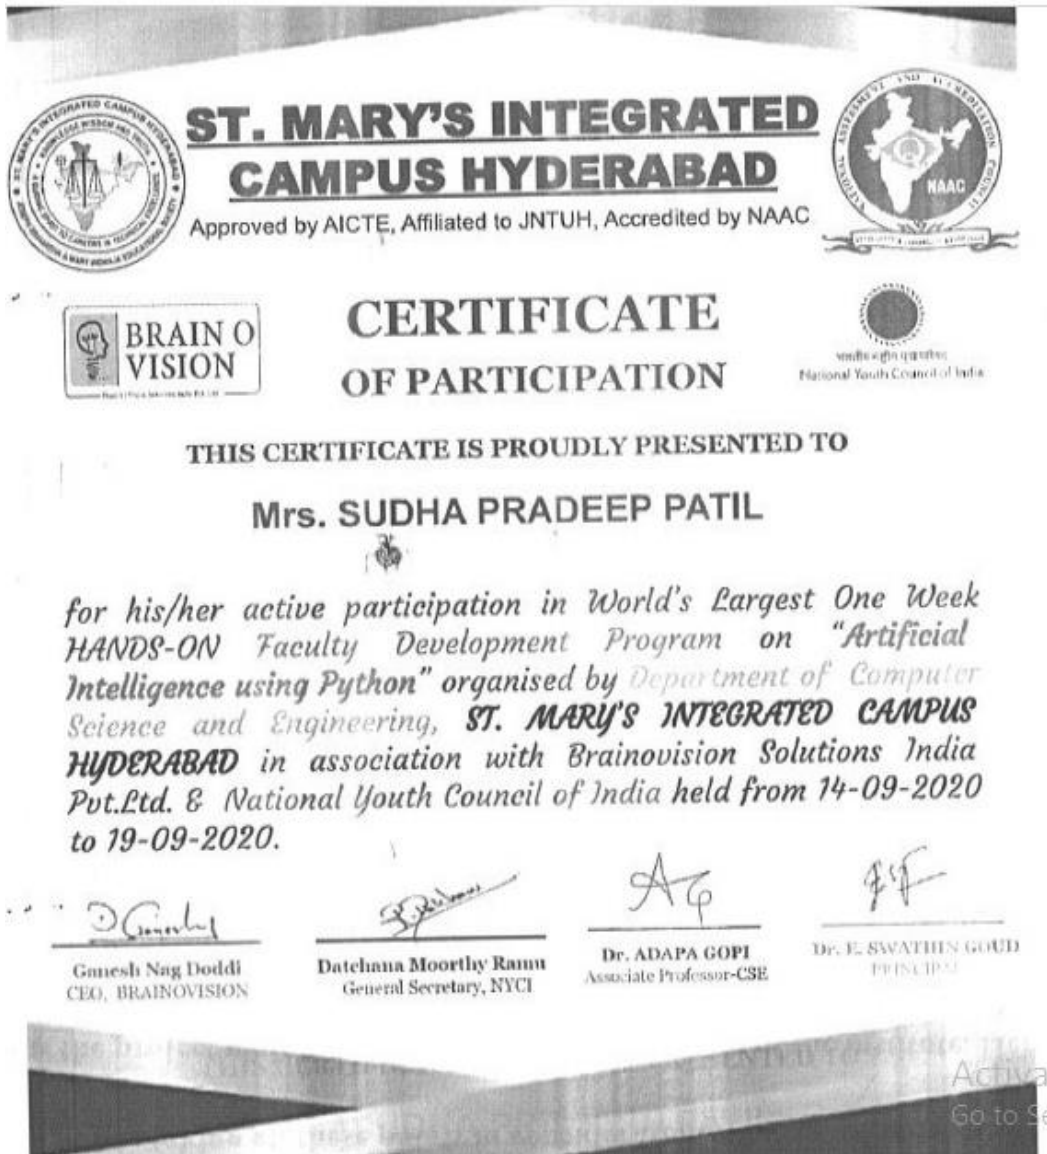 ST. MARY'S INTEGRATED
CAMPUS HYDERABAD
Approved by AICTE, Affiliated to JNTUH, Accredited by NAAC
NAAC
BRAIN O
VISION
CERTIFICATE
OF PARTICIPATION
National Youth Council of India
THIS CERTIFICATE IS PROUDLY PRESENTED TO
Mrs. SUDHA PRADEEP PATIL
for his/her active participation in World's Largest One Week
HANDS-ON Faculty Development Program on "Artificial
Intelligence using Python" organised by Department of Computer
Science and Engineering, ST. MARY'S INTEGRATED CAMPUS
HYDERABAD in association with Brainovision Solutions India
Pvt.Ltd. & National Youth Council of India held from 14-09-2020
to 19-09-2020.
Ganesh Nag Doddi
CEO, BRAINOVISION
Datchana Moorthy Ramu
General Secretary, NYCI
Dr. ADAPA GOPI
Associate Professor-CSE
Dr. E. SWATHIN GOUD
PRINCIPAL
Activa
Go to Se